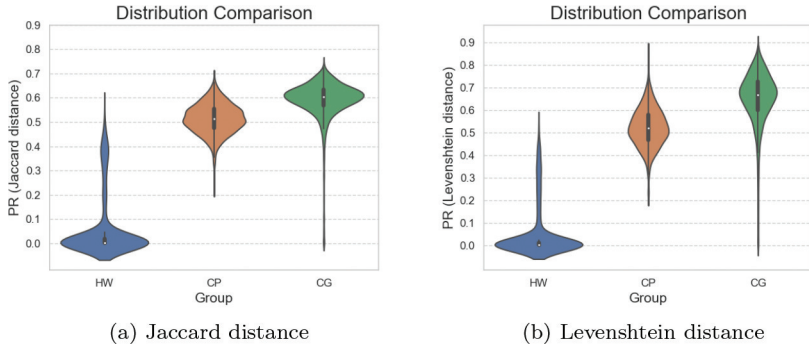 Distribution Comparison
PR (Jaccard distance)
0.9
0.8
0.7
0.6
0.5
0.4
0.3
0.2
0.1
0.0
HW CP CG
Group
(a) Jaccard distance
Distribution Comparison
PR (Levenshtein distance)
0.9
0.8
0.7
0.6
0.5
0.4
0.3
0.2
0.1
0.0
HW CP CG
Group
(b) Levenshtein distance